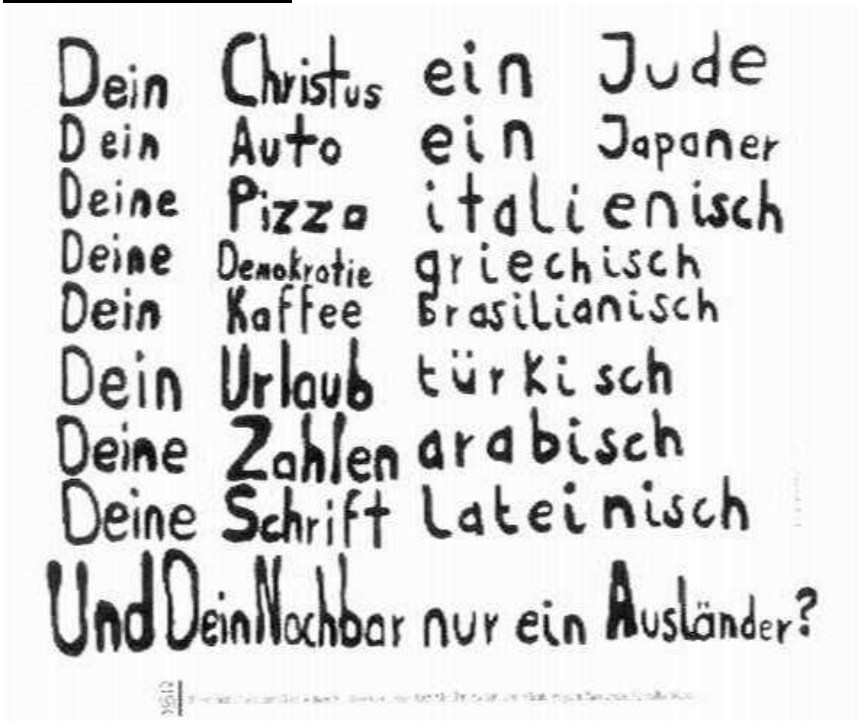 Dein Christus ein Jude
Dein Auto ein Japaner
Deine Pizza italienisch
Deine Demokratie griechisch
Dein Kaffee Brasilianisch
Dein Urlaub türkisch
Deine Zahlen arabisch
Deine Schrift Lateinisch
Und Dein Nachbar nur ein Ausländer?